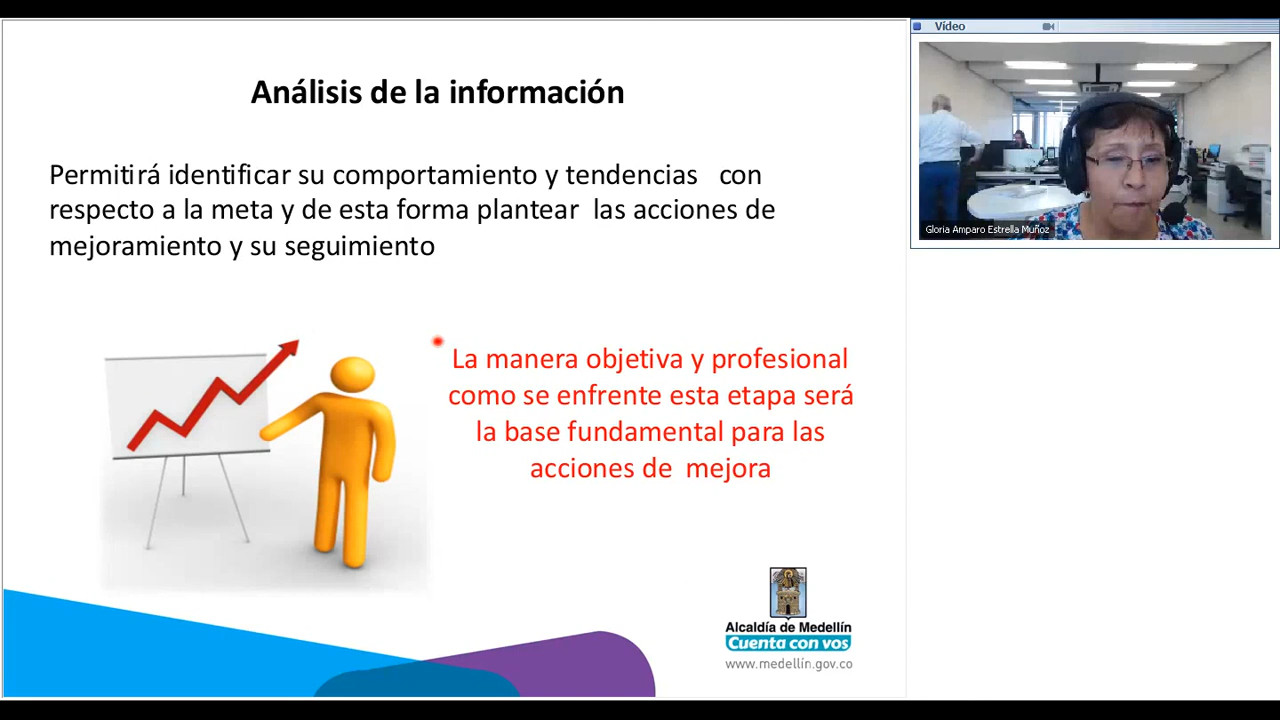 Análisis de la información
Permitirá identificar su comportamiento y tendencias con
respecto a la meta y de esta forma plantear las acciones de
mejoramiento y su seguimiento
La manera objetiva y profesional
como se enfrente esta etapa será
la base fundamental para las
acciones de mejora
Alcaldía de Medellín
Cuenta con vos
www.medellín.gov.co
Vídeo
Gloria Amparo Estrella Muñoz